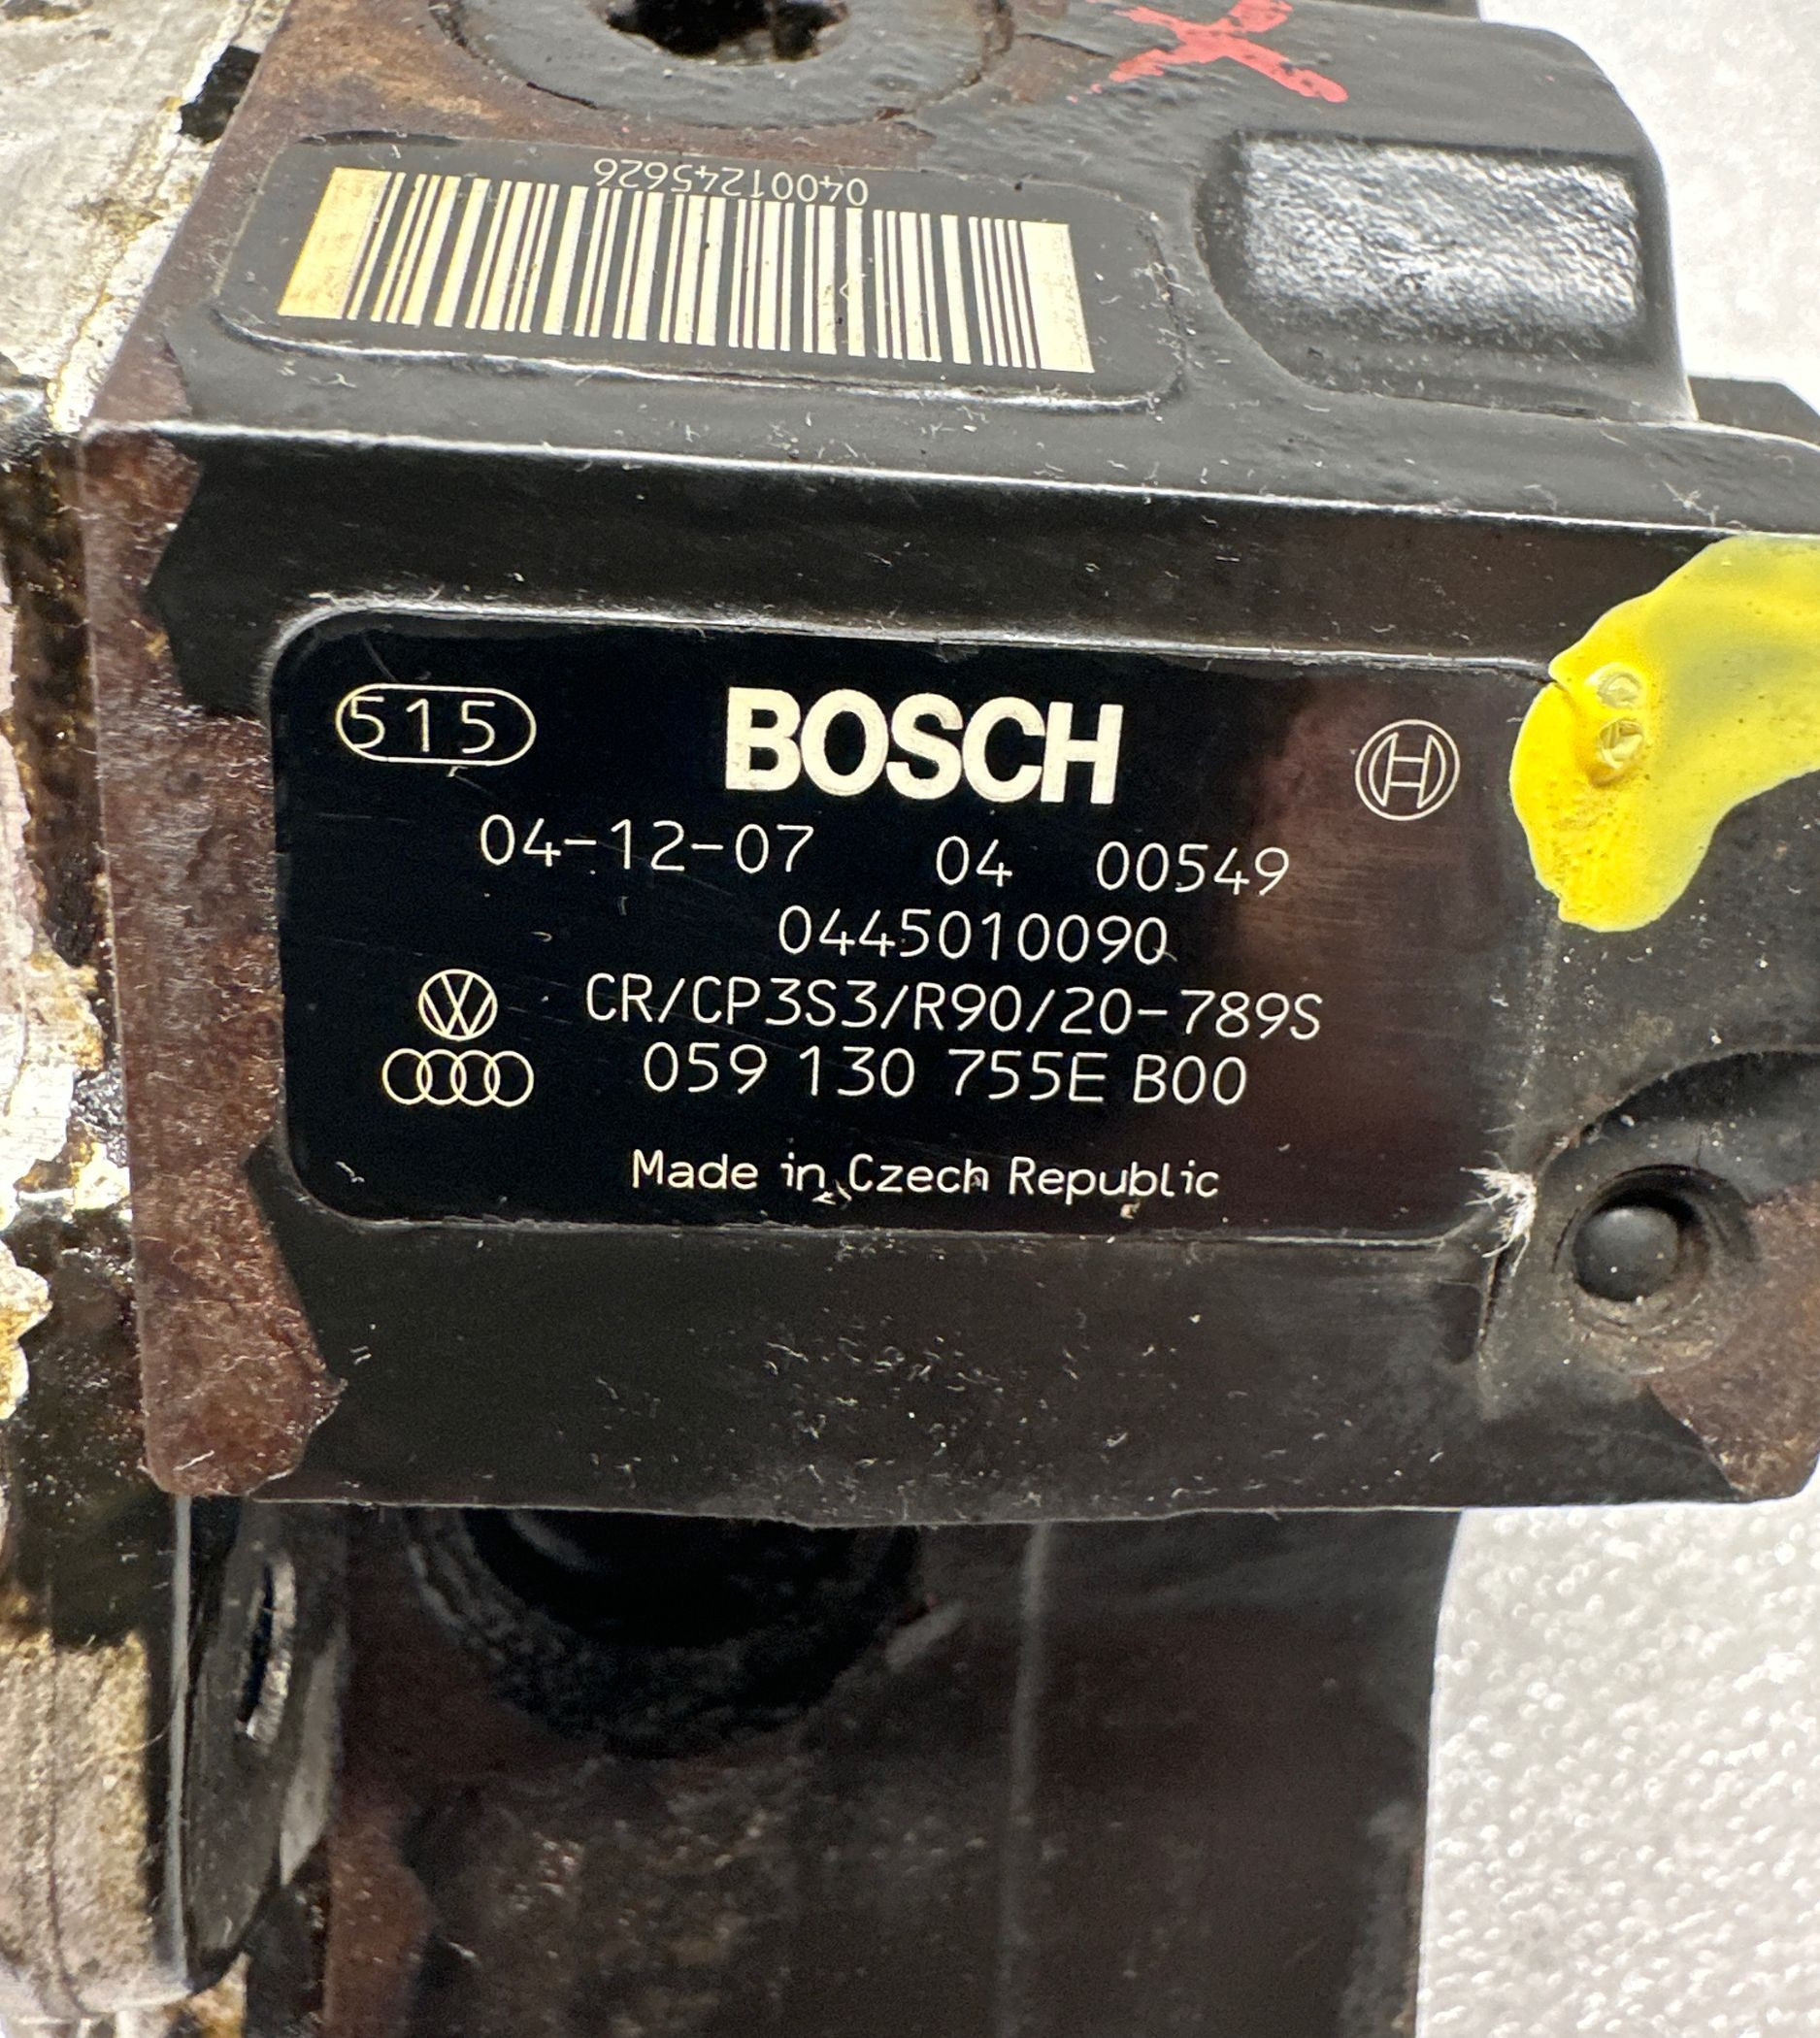 04001245626
515 BOSCH
04-12-07 04 00549
0445010090
CR/CP3S3/R90/20-789S
059 130 755E B00
Made in Czech Republic